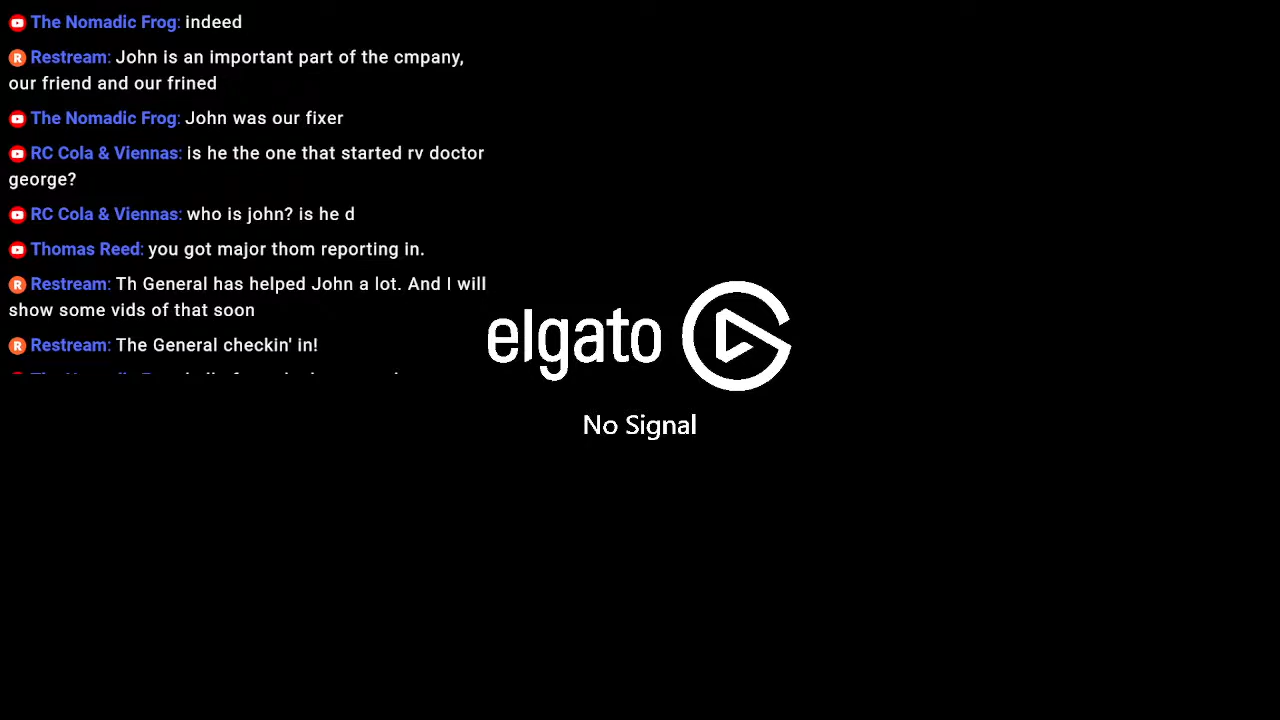 The Nomadic Frog: indeed
Restream: John is an important part of the cmpany,
our friend and our frined
The Nomadic Frog: John was our fixer
RC Cola & Viennas: is he the one that started rv doctor
george?
RC Cola & Viennas: who is john? is he d
Thomas Reed: you got major thom reporting in.
Restream: Th General has helped John a lot. And I will
show some vids of that soon
Restream: The General checkin' in!
elgato
No Signal